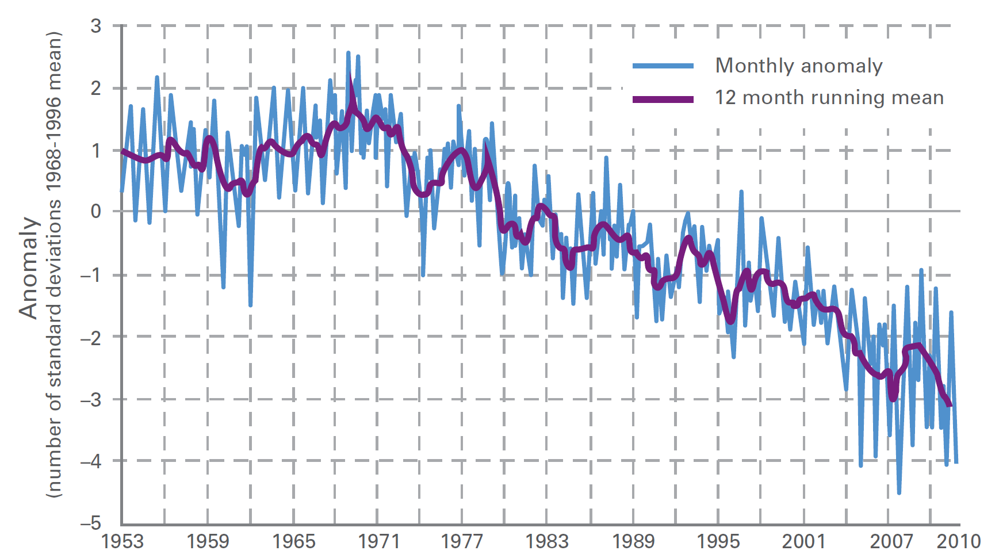 Anomaly
(number of standard deviations 1968-1996 mean)
3
2
1
0
–1
–2
–3
–4
–5
Monthly anomaly
12 month running mean
1953 1959 1965 1971 1977 1983 1989 1995 2001 2007 2010